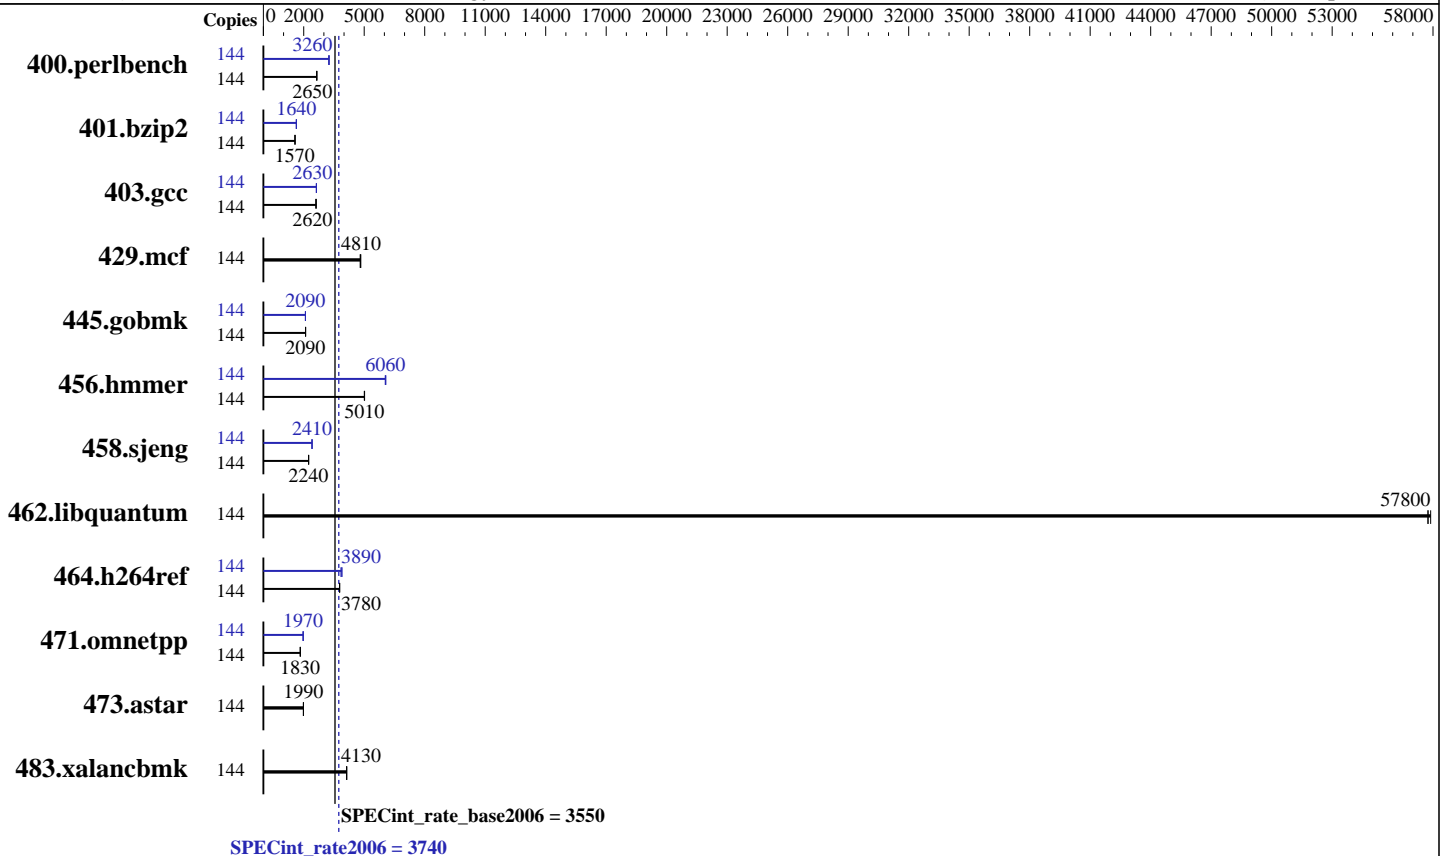 Copies 0 2000 5000 8000 11000 14000 17000 20000 23000 26000 29000 32000 35000 38000 41000 44000 47000 50000 53000 58000
3260
400.perlbench 144
144
2650
1640
401.bzip2 144
144
1570
2630
403.gcc 144
144
2620
4810
429.mcf 144
2090
445.gobmk 144
144
2090
6060
456.hmmer 144
144
5010
2410
458.sjeng 144
144
2240
57800
462.libquantum 144
3890
464.h264ref 144
144
3780
1970
471.omnetpp 144
144
1830
1990
473.astar 144
4130
483.xalancbmk 144
SPECint_rate_base2006 = 3550
SPECint_rate2006 = 3740